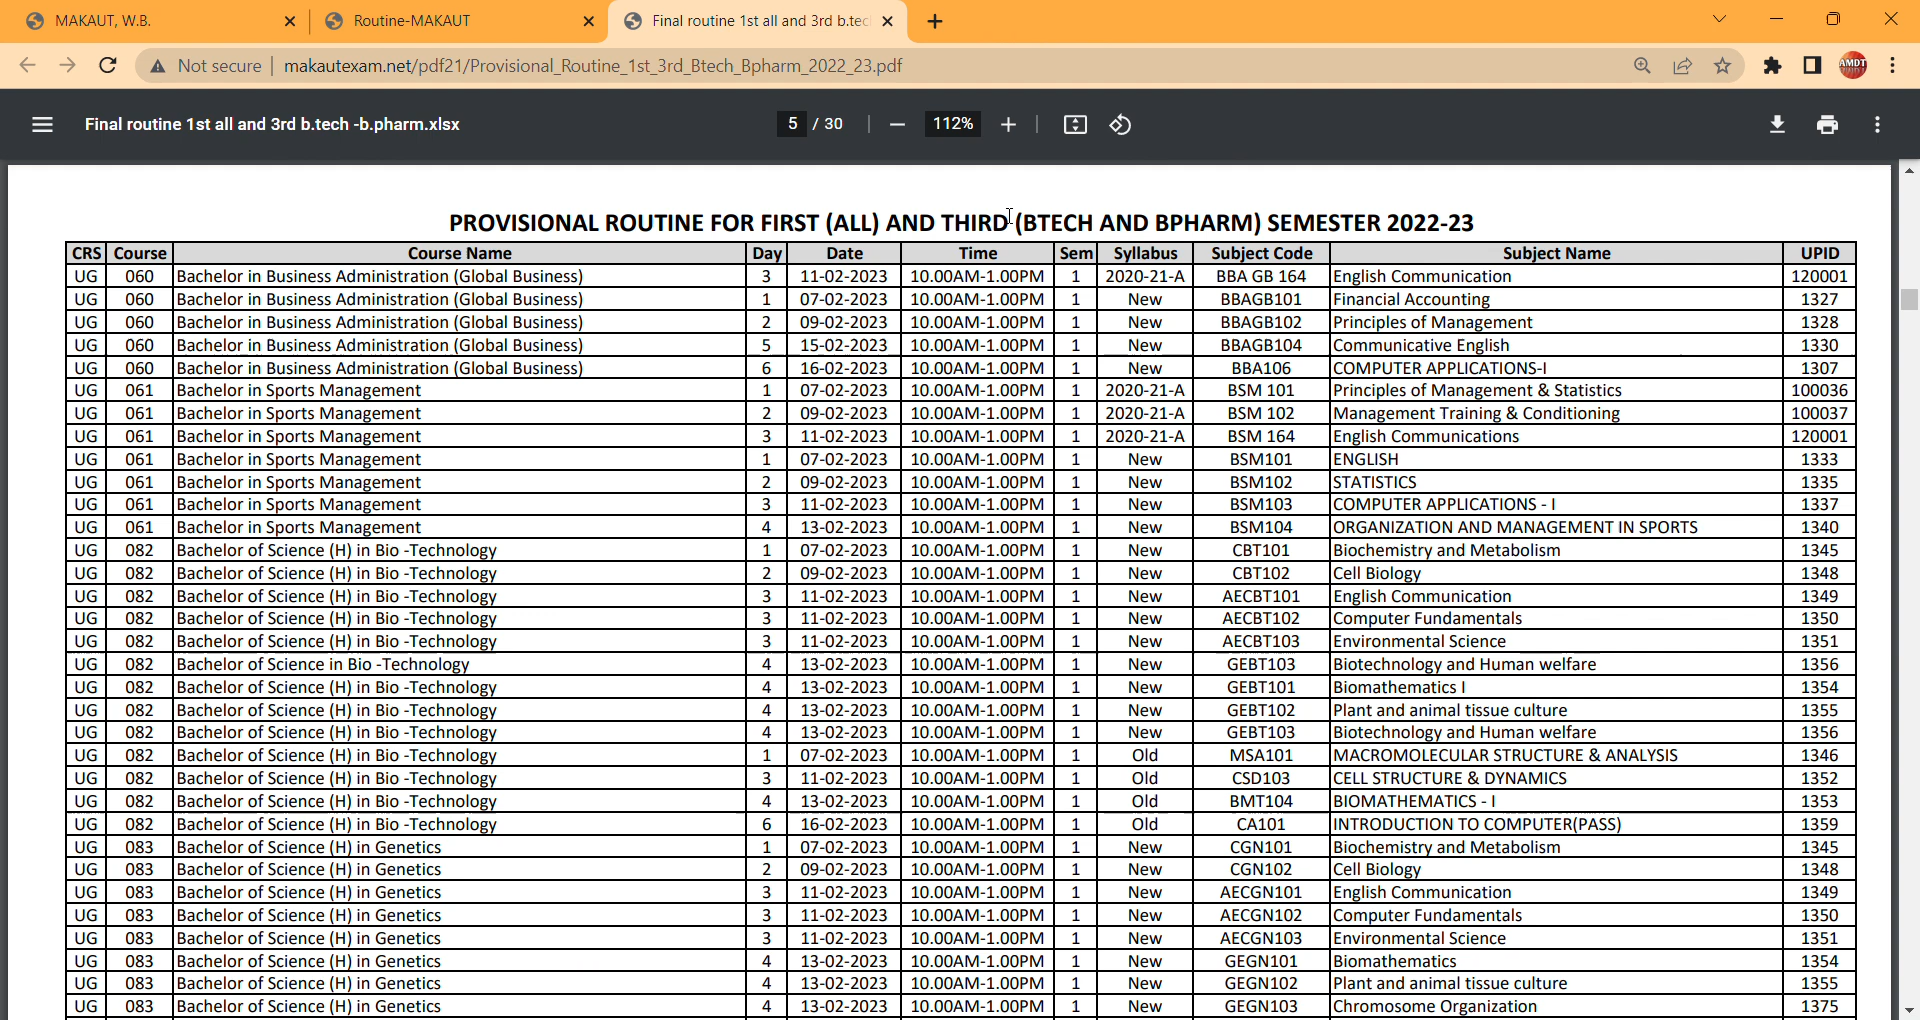 MAKAUT, W.B.
Routine-MAKAUT
Final routine 1st all and 3rd b.tec
Not secure
makautexam.net/pdf21/Provisional_Routine_1st_3rd_Btech_Bpharm_2022_23.pdf
AMDT
Final routine 1st all and 3rd b.tech -b.pharm.xlsx
5 / 30
112%
PROVISIONAL ROUTINE FOR FIRST (ALL) AND THIRD (BTECH AND BPHARM) SEMESTER 2022-23
CRS Course Course Name Day Date Time Sem Syllabus Subject Code Subject Name UPID
UG 060 Bachelor in Business Administration (Global Business) 3 11-02-2023 10.00AM-1.00PM 1 2020-21-A BBA GB 164 English Communication 120001
UG 060 Bachelor in Business Administration (Global Business) 1 07-02-2023 10.00AM-1.00PM 1 New BBAGB101 Financial Accounting 1327
UG 060 Bachelor in Business Administration (Global Business) 2 09-02-2023 10.00AM-1.00PM 1 New BBAGB102 Principles of Management 1328
UG 060 Bachelor in Business Administration (Global Business) 5 15-02-2023 10.00AM-1.00PM 1 New BBAGB104 Communicative English 1330
UG 060 Bachelor in Business Administration (Global Business) 6 16-02-2023 10.00AM-1.00PM 1 New BBA106 COMPUTER APPLICATIONS-I 1307
UG 061 Bachelor in Sports Management 1 07-02-2023 10.00AM-1.00PM 1 2020-21-A BSM 101 Principles of Management & Statistics 100036
UG 061 Bachelor in Sports Management 2 09-02-2023 10.00AM-1.00PM 1 2020-21-A BSM 102 Management Training & Conditioning 100037
UG 061 Bachelor in Sports Management 3 11-02-2023 10.00AM-1.00PM 1 2020-21-A BSM 164 English Communications 120001
UG 061 Bachelor in Sports Management 1 07-02-2023 10.00AM-1.00PM 1 New BSM101 ENGLISH 1333
UG 061 Bachelor in Sports Management 2 09-02-2023 10.00AM-1.00PM 1 New BSM102 STATISTICS 1335
UG 061 Bachelor in Sports Management 3 11-02-2023 10.00AM-1.00PM 1 New BSM103 COMPUTER APPLICATIONS - I 1337
UG 061 Bachelor in Sports Management 4 13-02-2023 10.00AM-1.00PM 1 New BSM104 ORGANIZATION AND MANAGEMENT IN SPORTS 1340
UG 082 Bachelor of Science (H) in Bio -Technology 1 07-02-2023 10.00AM-1.00PM 1 New CBT101 Biochemistry and Metabolism 1345
UG 082 Bachelor of Science (H) in Bio -Technology 2 09-02-2023 10.00AM-1.00PM 1 New CBT102 Cell Biology 1348
UG 082 Bachelor of Science (H) in Bio -Technology 3 11-02-2023 10.00AM-1.00PM 1 New AECBT101 English Communication 1349
UG 082 Bachelor of Science (H) in Bio -Technology 3 11-02-2023 10.00AM-1.00PM 1 New AECBT102 Computer Fundamentals 1350
UG 082 Bachelor of Science (H) in Bio -Technology 3 11-02-2023 10.00AM-1.00PM 1 New AECBT103 Environmental Science 1351
UG 082 Bachelor of Science in Bio -Technology 4 13-02-2023 10.00AM-1.00PM 1 New GEBT103 Biotechnology and Human welfare 1356
UG 082 Bachelor of Science (H) in Bio -Technology 4 13-02-2023 10.00AM-1.00PM 1 New GEBT101 Biomathematics I 1354
UG 082 Bachelor of Science (H) in Bio -Technology 4 13-02-2023 10.00AM-1.00PM 1 New GEBT102 Plant and animal tissue culture 1355
UG 082 Bachelor of Science (H) in Bio -Technology 4 13-02-2023 10.00AM-1.00PM 1 New GEBT103 Biotechnology and Human welfare 1356
UG 082 Bachelor of Science (H) in Bio -Technology 1 07-02-2023 10.00AM-1.00PM 1 Old MSA101 MACROMOLECULAR STRUCTURE & ANALYSIS 1346
UG 082 Bachelor of Science (H) in Bio -Technology 3 11-02-2023 10.00AM-1.00PM 1 Old CSD103 CELL STRUCTURE & DYNAMICS 1352
UG 082 Bachelor of Science (H) in Bio -Technology 4 13-02-2023 10.00AM-1.00PM 1 Old BMT104 BIOMATHEMATICS - I 1353
UG 082 Bachelor of Science (H) in Bio -Technology 6 16-02-2023 10.00AM-1.00PM 1 Old CA101 INTRODUCTION TO COMPUTER(PASS) 1359
UG 083 Bachelor of Science (H) in Genetics 1 07-02-2023 10.00AM-1.00PM 1 New CGN101 Biochemistry and Metabolism 1345
UG 083 Bachelor of Science (H) in Genetics 2 09-02-2023 10.00AM-1.00PM 1 New CGN102 Cell Biology 1348
UG 083 Bachelor of Science (H) in Genetics 3 11-02-2023 10.00AM-1.00PM 1 New AECGN101 English Communication 1349
UG 083 Bachelor of Science (H) in Genetics 3 11-02-2023 10.00AM-1.00PM 1 New AECGN102 Computer Fundamentals 1350
UG 083 Bachelor of Science (H) in Genetics 3 11-02-2023 10.00AM-1.00PM 1 New AECGN103 Environmental Science 1351
UG 083 Bachelor of Science (H) in Genetics 4 13-02-2023 10.00AM-1.00PM 1 New GEGN101 Biomathematics 1354
UG 083 Bachelor of Science (H) in Genetics 4 13-02-2023 10.00AM-1.00PM 1 New GEGN102 Plant and animal tissue culture 1355
UG 083 Bachelor of Science (H) in Genetics 4 13-02-2023 10.00AM-1.00PM 1 New GEGN103 Chromosome Organization 1375